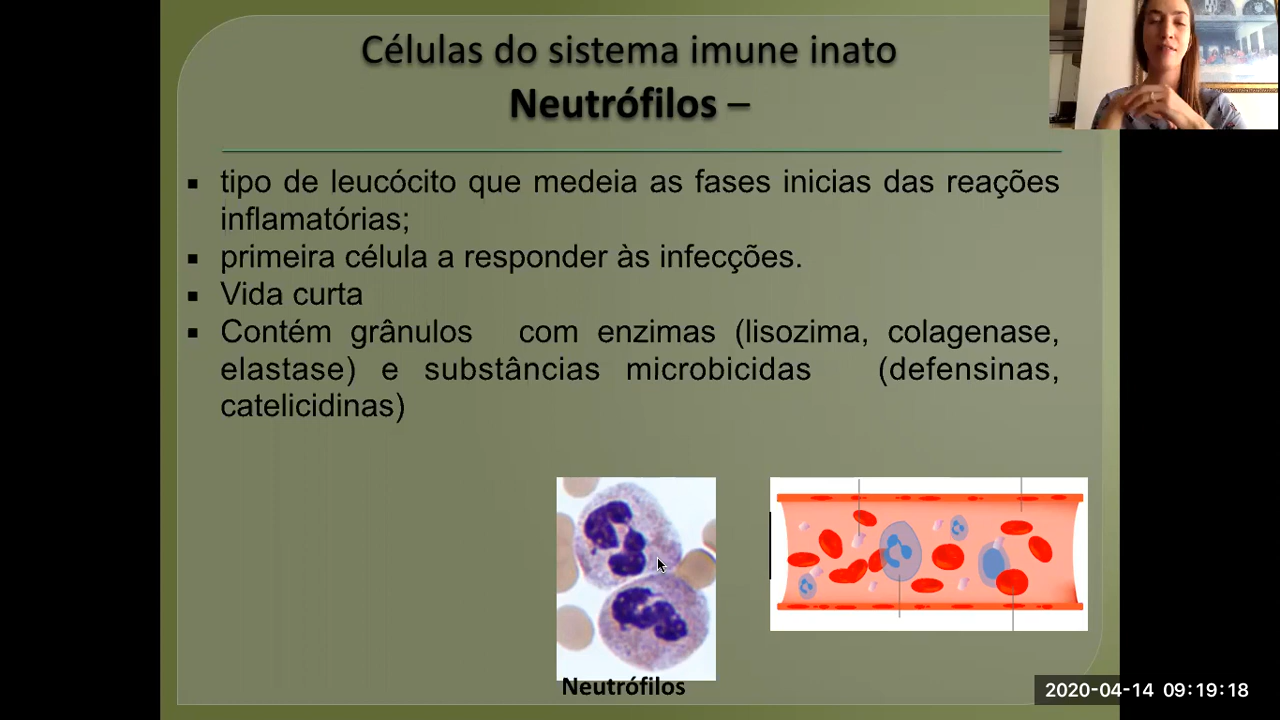 Células do sistema imune inato
Neutrófilos –
▪ tipo de leucócito que medeia as fases inicias das reações
inflamatórias;
▪ primeira célula a responder às infecções.
▪ Vida curta
▪ Contém grânulos com enzimas (lisozima, colagenase,
elastase) e substâncias microbicidas (defensinas,
catelicidinas)
Neutrófilos
2020-04-14 09:19:18